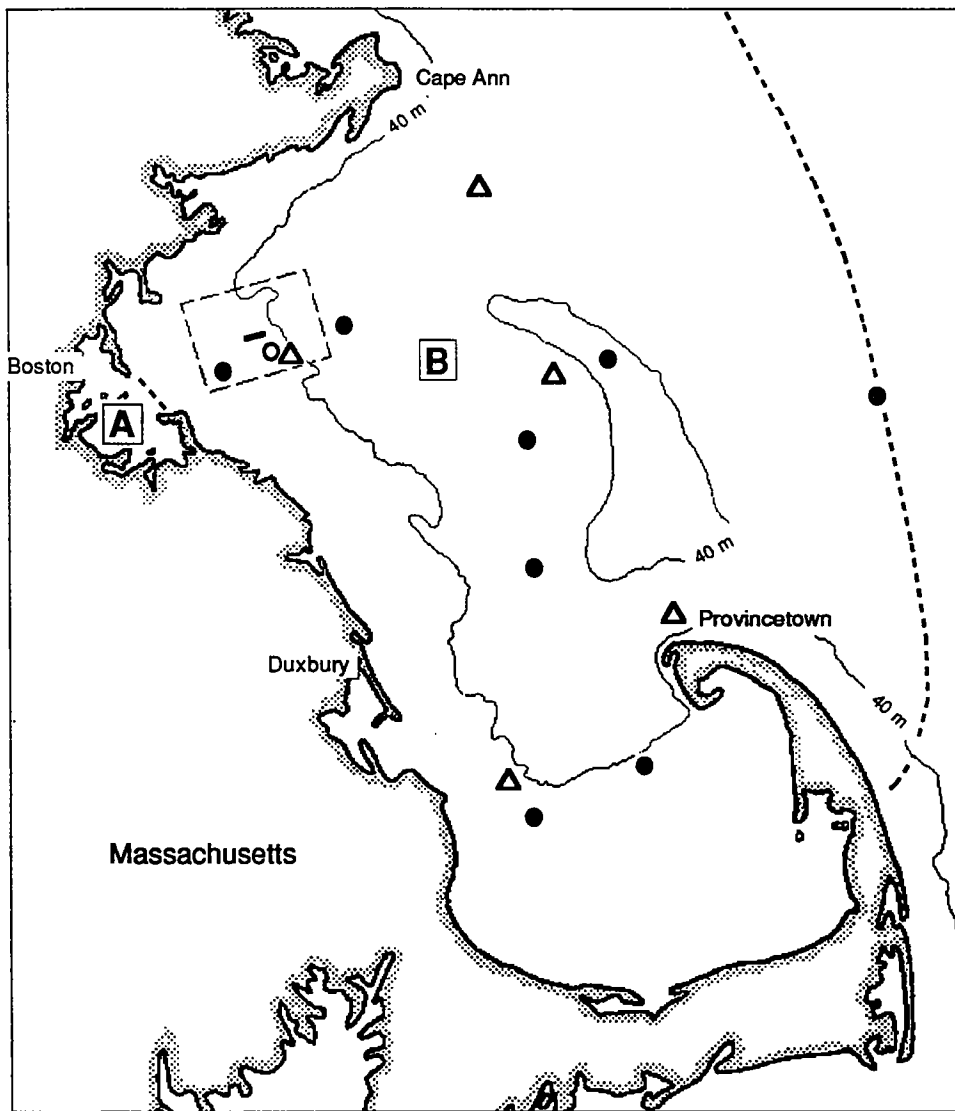 Cape Ann
40 m
B
Boston
A
40 m
Provincetown
Duxbury
40 m
Massachusetts